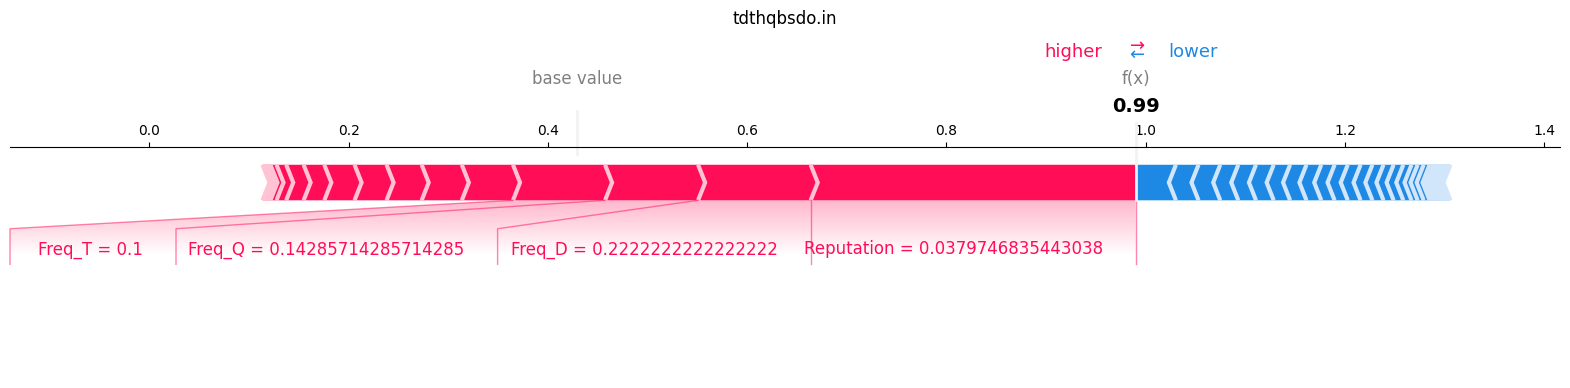 tdthqbsdo.in
higher ⇄ lower
base value f(x)
0.99
0.0 0.2 0.4 0.6 0.8 1.0 1.2 1.4
Freq_T = 0.1 Freq_Q = 0.14285714285714285 Freq_D = 0.2222222222222222 Reputation = 0.0379746835443038